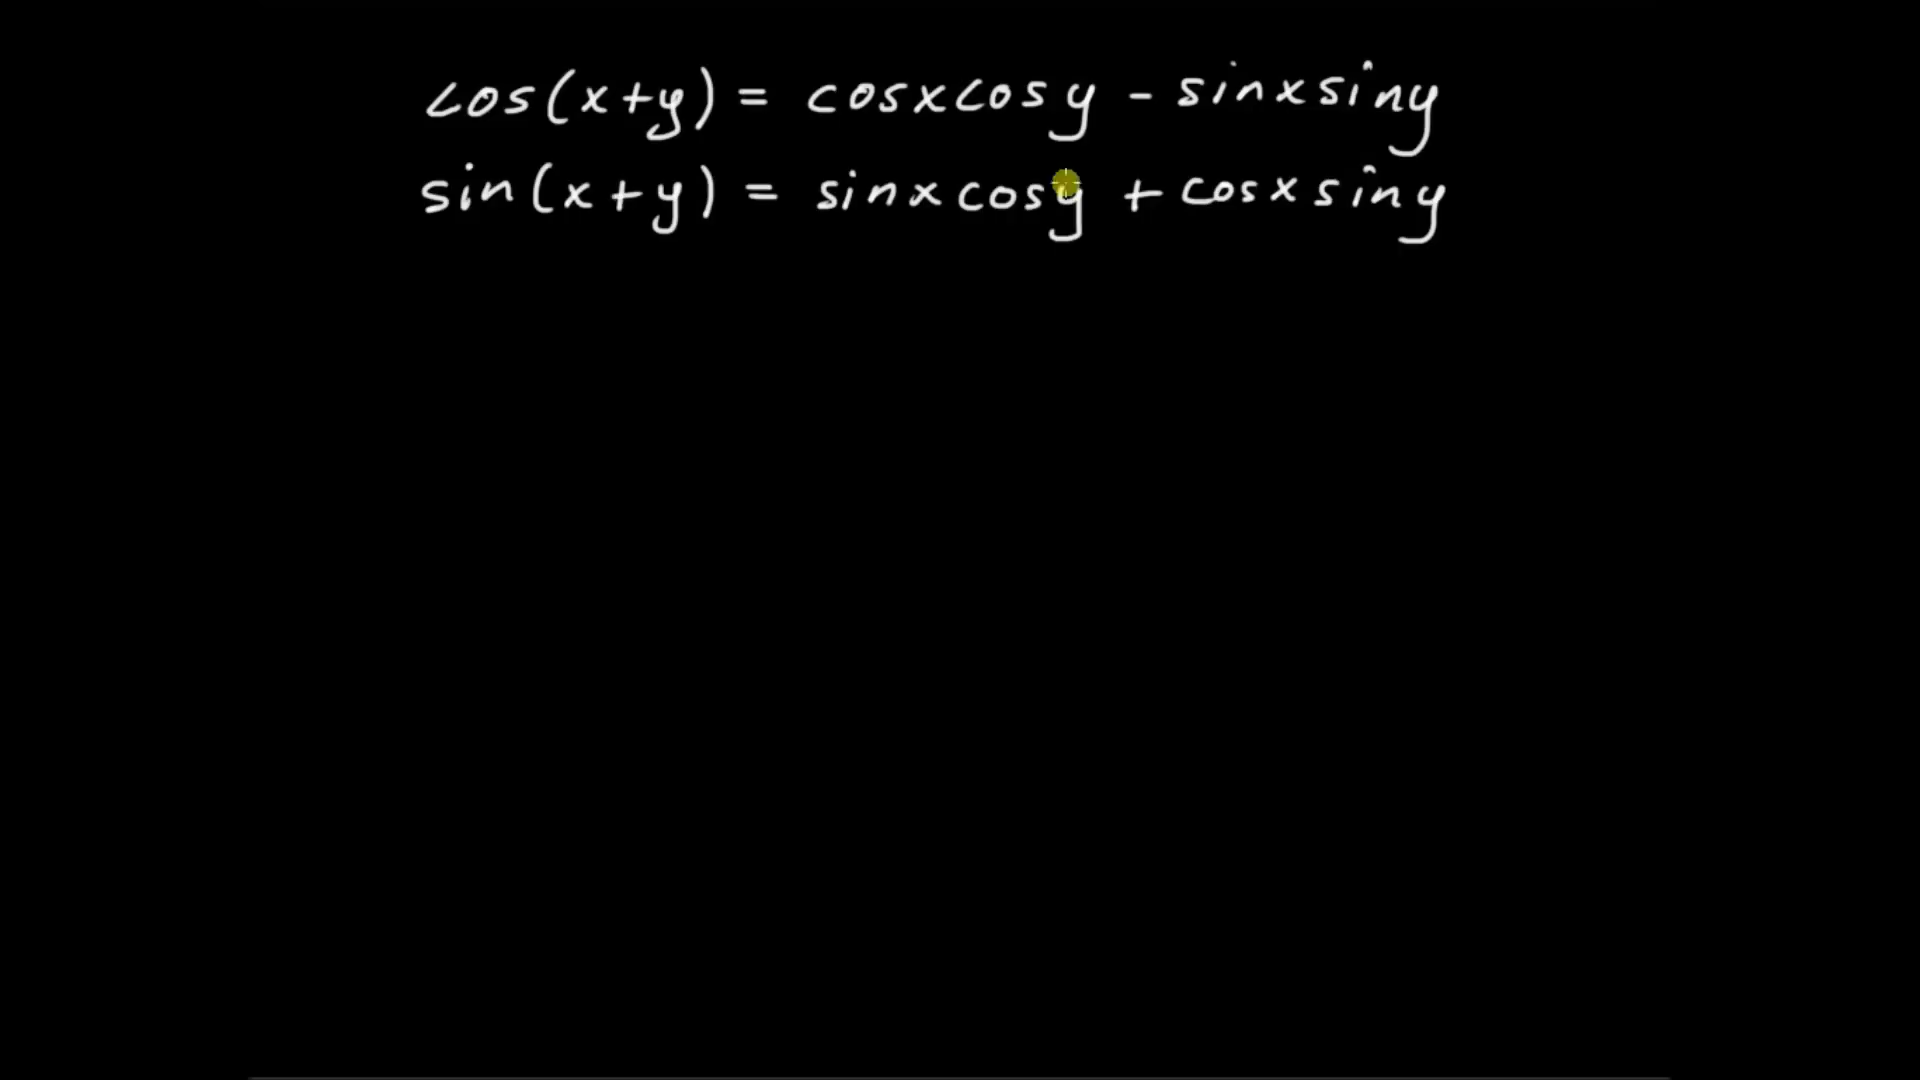 cos(x+y) = cosxcosy - sinxsiny
sin(x+y) = sinxcosy + cosxsiny